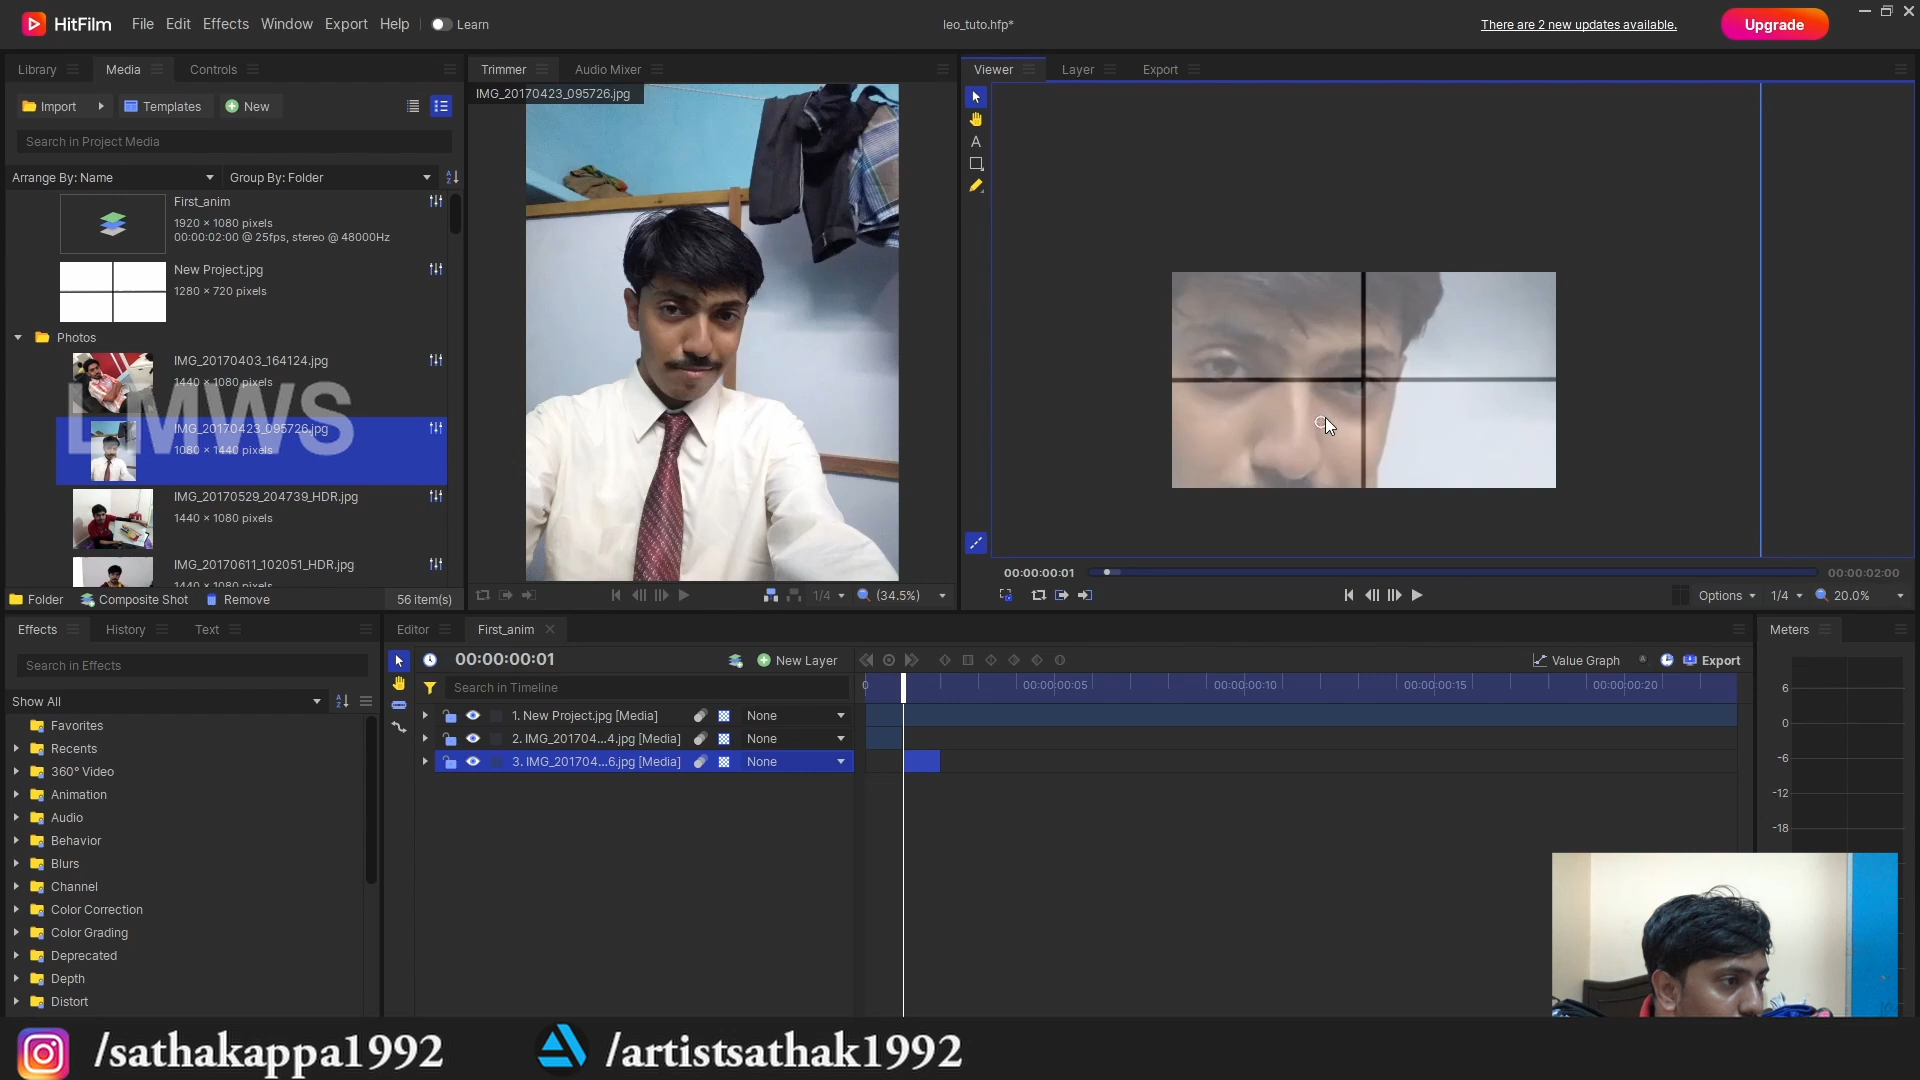 HitFilm File Edit Effects Window Export Help Learn leo_tuto.hfp* There are 2 new updates available. Upgrade
Library Media Controls
Import Templates New
Search in Project Media
Arrange By: Name Group By: Folder
First_anim
1920 × 1080 pixels
00:00:02:00 @ 25fps, stereo @ 48000Hz
New Project.jpg
1280 × 720 pixels
Photos
IMG_20170403_164124.jpg
1440 × 1080 pixels
LMWS
IMG_20170423_095726.jpg
1080 × 1440 pixels
IMG_20170529_204739_HDR.jpg
1440 × 1080 pixels
IMG_20170611_102051_HDR.jpg
1440 × 1080 pixels
Folder Composite Shot Remove 56 item(s)
Trimmer Audio Mixer
IMG_20170423_095726.jpg
1/4 (34.5%)
Viewer Layer Export
A
00:00:00:01 00:00:02:00
Options 1/4 20.0%
Effects History Text
Search in Effects
Show All
Favorites
Recents
360° Video
Animation
Audio
Behavior
Blurs
Channel
Color Correction
Color Grading
Deprecated
Depth
Distort
Editor First_anim
00:00:00:01 New Layer Value Graph Export
Search in Timeline
0 00:00:00:05 00:00:00:10 00:00:00:15 00:00:00:20
1. New Project.jpg [Media] None
2. IMG_201704...4.jpg [Media] None
3. IMG_201704...6.jpg [Media] None
Meters
6
0
-6
-12
-18
/sathakappa1992 /artistsathak1992